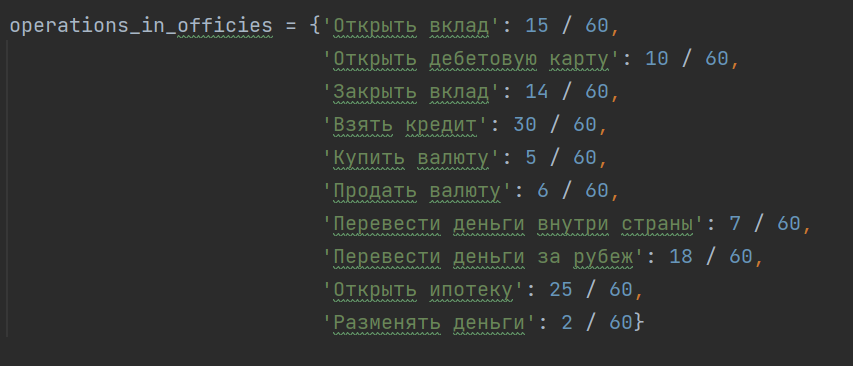 operations_in_officies = {'Открыть вклад': 15 / 60,
'Открыть дебетовую карту': 10 / 60,
'Закрыть вклад': 14 / 60,
'Взять кредит': 30 / 60,
'Купить валюту': 5 / 60,
'Продать валюту': 6 / 60,
'Перевести деньги внутри страны': 7 / 60,
'Перевести деньги за рубеж': 18 / 60,
'Открыть ипотеку': 25 / 60,
'Разменять деньги': 2 / 60}